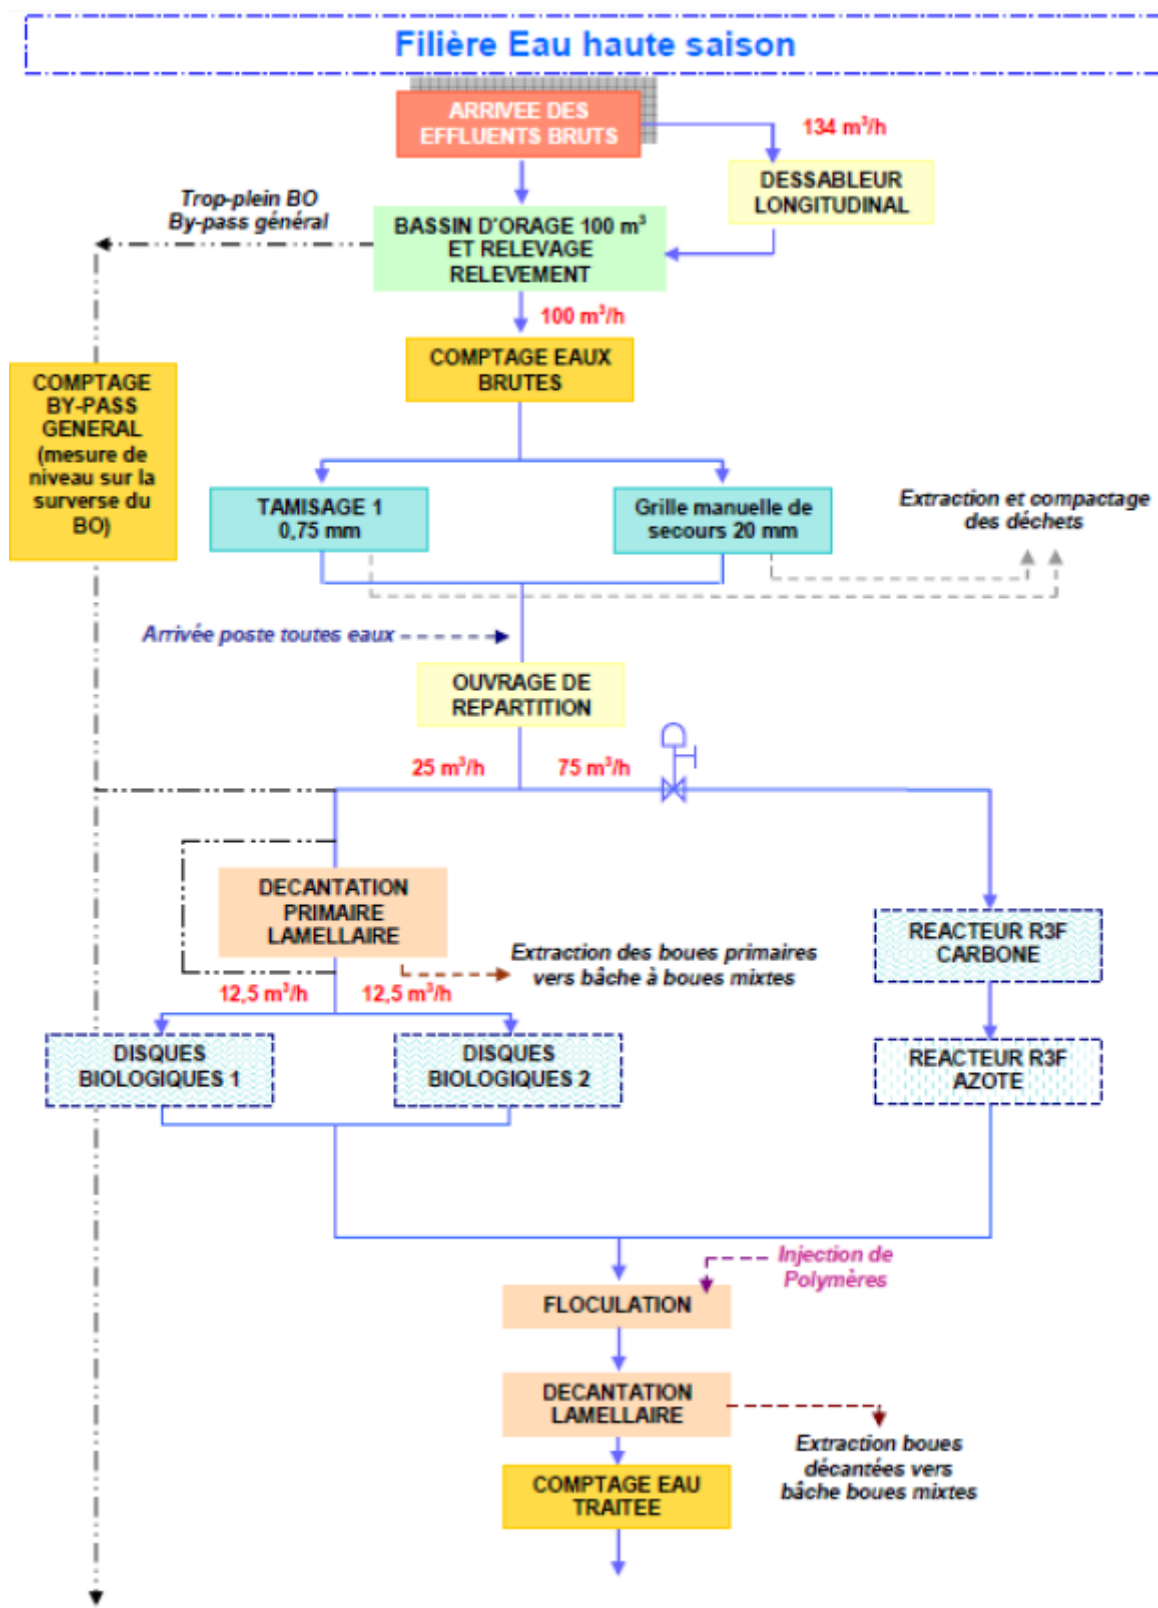 Filière Eau haute saison
ARRIVEE DES
EFFLUENTS BRUTS
134 m³/h
DESSABLEUR
LONGITUDINAL
Trop-plein BO
By-pass général
BASSIN D'ORAGE 100 m³
ET RELEVAGE
RELEVEMENT
100 m³/h
COMPTAGE EAUX
BRUTES
COMPTAGE
BY-PASS
GENERAL
(mesure de
niveau sur la
surverse du
BO)
TAMISAGE 1
0,75 mm
Grille manuelle de
secours 20 mm
Extraction et compactage
des déchets
Arrivée poste toutes eaux
OUVRAGE DE
REPARTITION
25 m³/h
75 m³/h
DECANTATION
PRIMAIRE
LAMELLAIRE
Extraction des boues primaires
vers bâche à boues mixtes
REACTEUR R3F
CARBONE
12,5 m³/h
12,5 m³/h
DISQUES
BIOLOGIQUES 1
DISQUES
BIOLOGIQUES 2
REACTEUR R3F
AZOTE
Injection de
Polymères
FLOCULATION
DECANTATION
LAMELLAIRE
Extraction boues
décantées vers
bâche boues mixtes
COMPTAGE EAU
TRAITEE